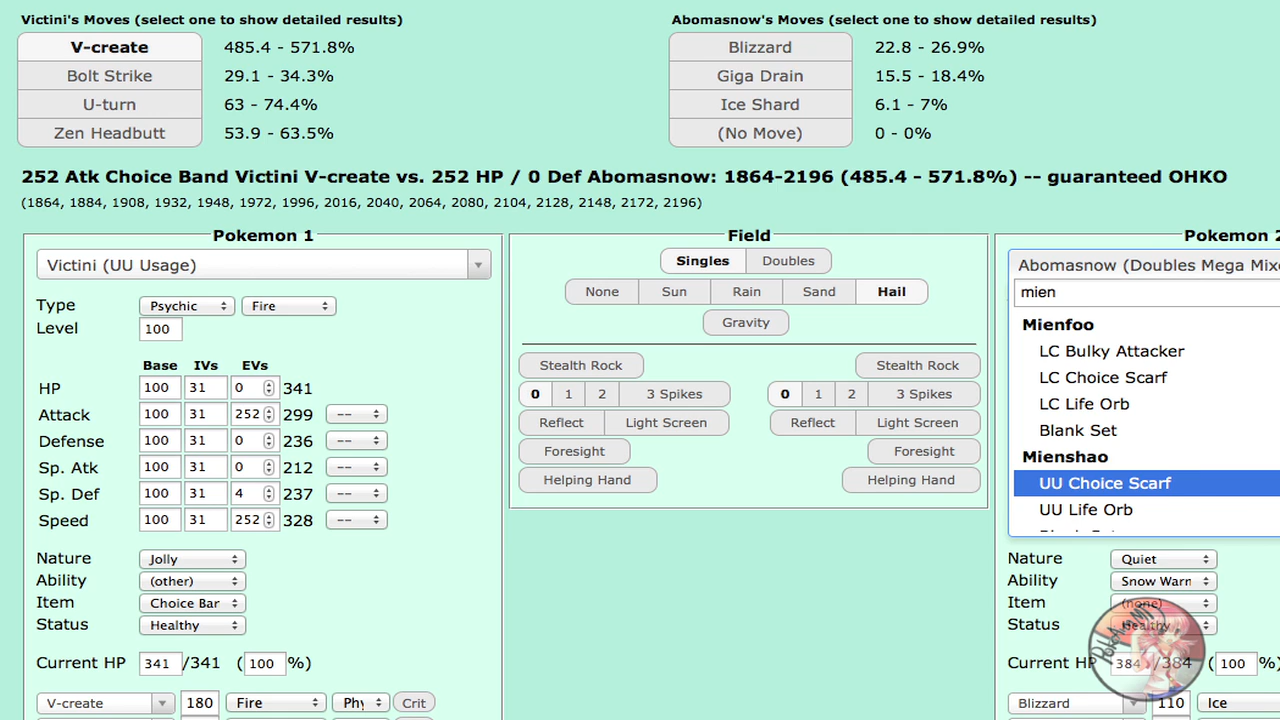 Victini's Moves (select one to show detailed results)
Abomasnow's Moves (select one to show detailed results)
V-create 485.4 - 571.8%
Blizzard 22.8 - 26.9%
Bolt Strike 29.1 - 34.3%
Giga Drain 15.5 - 18.4%
U-turn 63 - 74.4%
Ice Shard 6.1 - 7%
Zen Headbutt 53.9 - 63.5%
(No Move) 0 - 0%
252 Atk Choice Band Victini V-create vs. 252 HP / 0 Def Abomasnow: 1864-2196 (485.4 - 571.8%) -- guaranteed OHKO
(1864, 1884, 1908, 1932, 1948, 1972, 1996, 2016, 2040, 2064, 2080, 2104, 2128, 2148, 2172, 2196)
Pokemon 1
Victini (UU Usage)
Type Psychic Fire
Level 100
Base IVs EVs
HP 100 31 0 341
Attack 100 31 252 299 --
Defense 100 31 0 236 --
Sp. Atk 100 31 0 212 --
Sp. Def 100 31 4 237 --
Speed 100 31 252 328 --
Nature Jolly
Ability (other)
Item Choice Bar
Status Healthy
Current HP 341 /341 ( 100 %)
V-create 180 Fire Phy Crit
Field
Singles Doubles
None Sun Rain Sand Hail
Gravity
Stealth Rock Stealth Rock
0 1 2 3 Spikes 0 1 2 3 Spikes
Reflect Light Screen Reflect Light Screen
Foresight Foresight
Helping Hand Helping Hand
Pokemon 2
Abomasnow (Doubles Mega Mixe
mien
Mienfoo
LC Bulky Attacker
LC Choice Scarf
LC Life Orb
Blank Set
Mienshao
UU Choice Scarf
UU Life Orb
Nature Quiet
Ability Snow Warn
Item (none)
Status Healthy
Current HP 384 /384 ( 100 %)
Blizzard 110 Ice